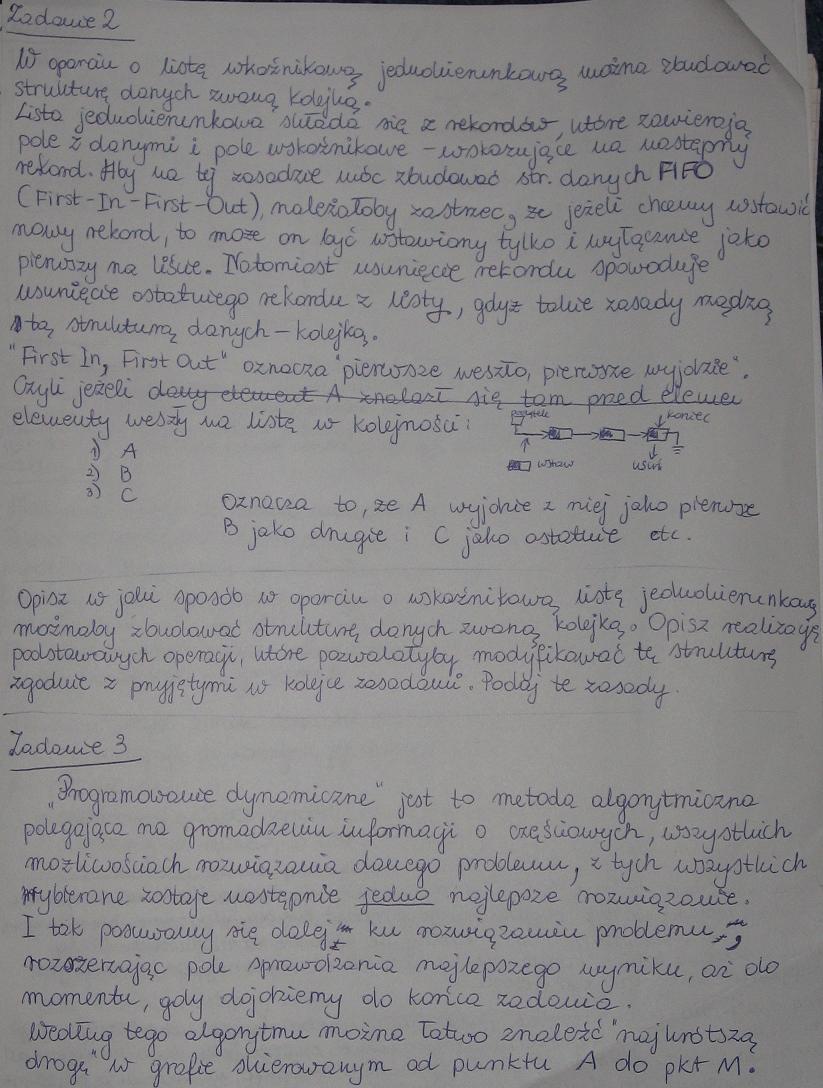 Zadanie 2
W oparciu o listę wkoźnikową jednokierunkową można zbudować
strukturę danych zwaną kolejką.
Lista jednokierunkowa składa się z rekordów, które zawierają
pole z danymi i pole wskoźnikowe – wskazujące na następny
rekord. Aby na tej zasadzie móc zbudować str. danych FIFO
(First-In-First-Out), należałoby zastrzec, że jeżeli chcemy wstawić
nowy rekord, to może on być wstawiony tylko i wyłącznie jako
pierwszy na liście. Natomiast usunięcie rekordu spowoduje
usunięcie ostatniego rekordu z listy, gdyż takie zasady rządzą
tą strukturą danych – kolejką.
"First In, First Out" oznacza "pierwsze weszło, pierwsze wyjdzie".
Czyli jeżeli dany element A znalazł się tam przed elemen
elementy weszły na listę w kolejności:
koniec
wstaw usuń
1) A
2) B
3) C
oznacza to, że A wyjdzie z niej jako pierwsze
B jako drugie i C jako ostatnie etc.
Opisz w jaki sposób w oparciu o wskaźnikową listę jednokierunkową
możnaby zbudować strukturę danych zwaną kolejką. Opisz realizację
podstawowych operacji, które pozwalałyby modyfikować tę strukturę
zgodnie z przyjętymi w kolejce zasadami. Podaj te zasady.
Zadanie 3
„Programowanie dynamiczne" jest to metoda algorytmiczna
polegająca na gromadzeniu informacji o częściowych, wszystkich
możliwościach rozwiązania danego problemu, z tych wszystkich
wybierane zostaje następnie jedno najlepsze rozwiązanie.
I tak posuwamy się dalej ku rozwiązaniu problemu,
rozszerzając pole sprawdzania najlepszego wyniku, aż do
momentu, gdy dojdziemy do końca zadania.
Według tego algorytmu można łatwo znaleźć "najkrótszą
drogę" w grafie skierowanym od punktu A do pkt M.